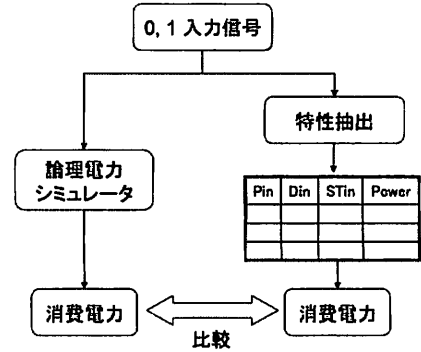 0, 1 入力信号
特性抽出
論理電力
シミュレータ
Pin Din STin Power
消費電力
消費電力
比較